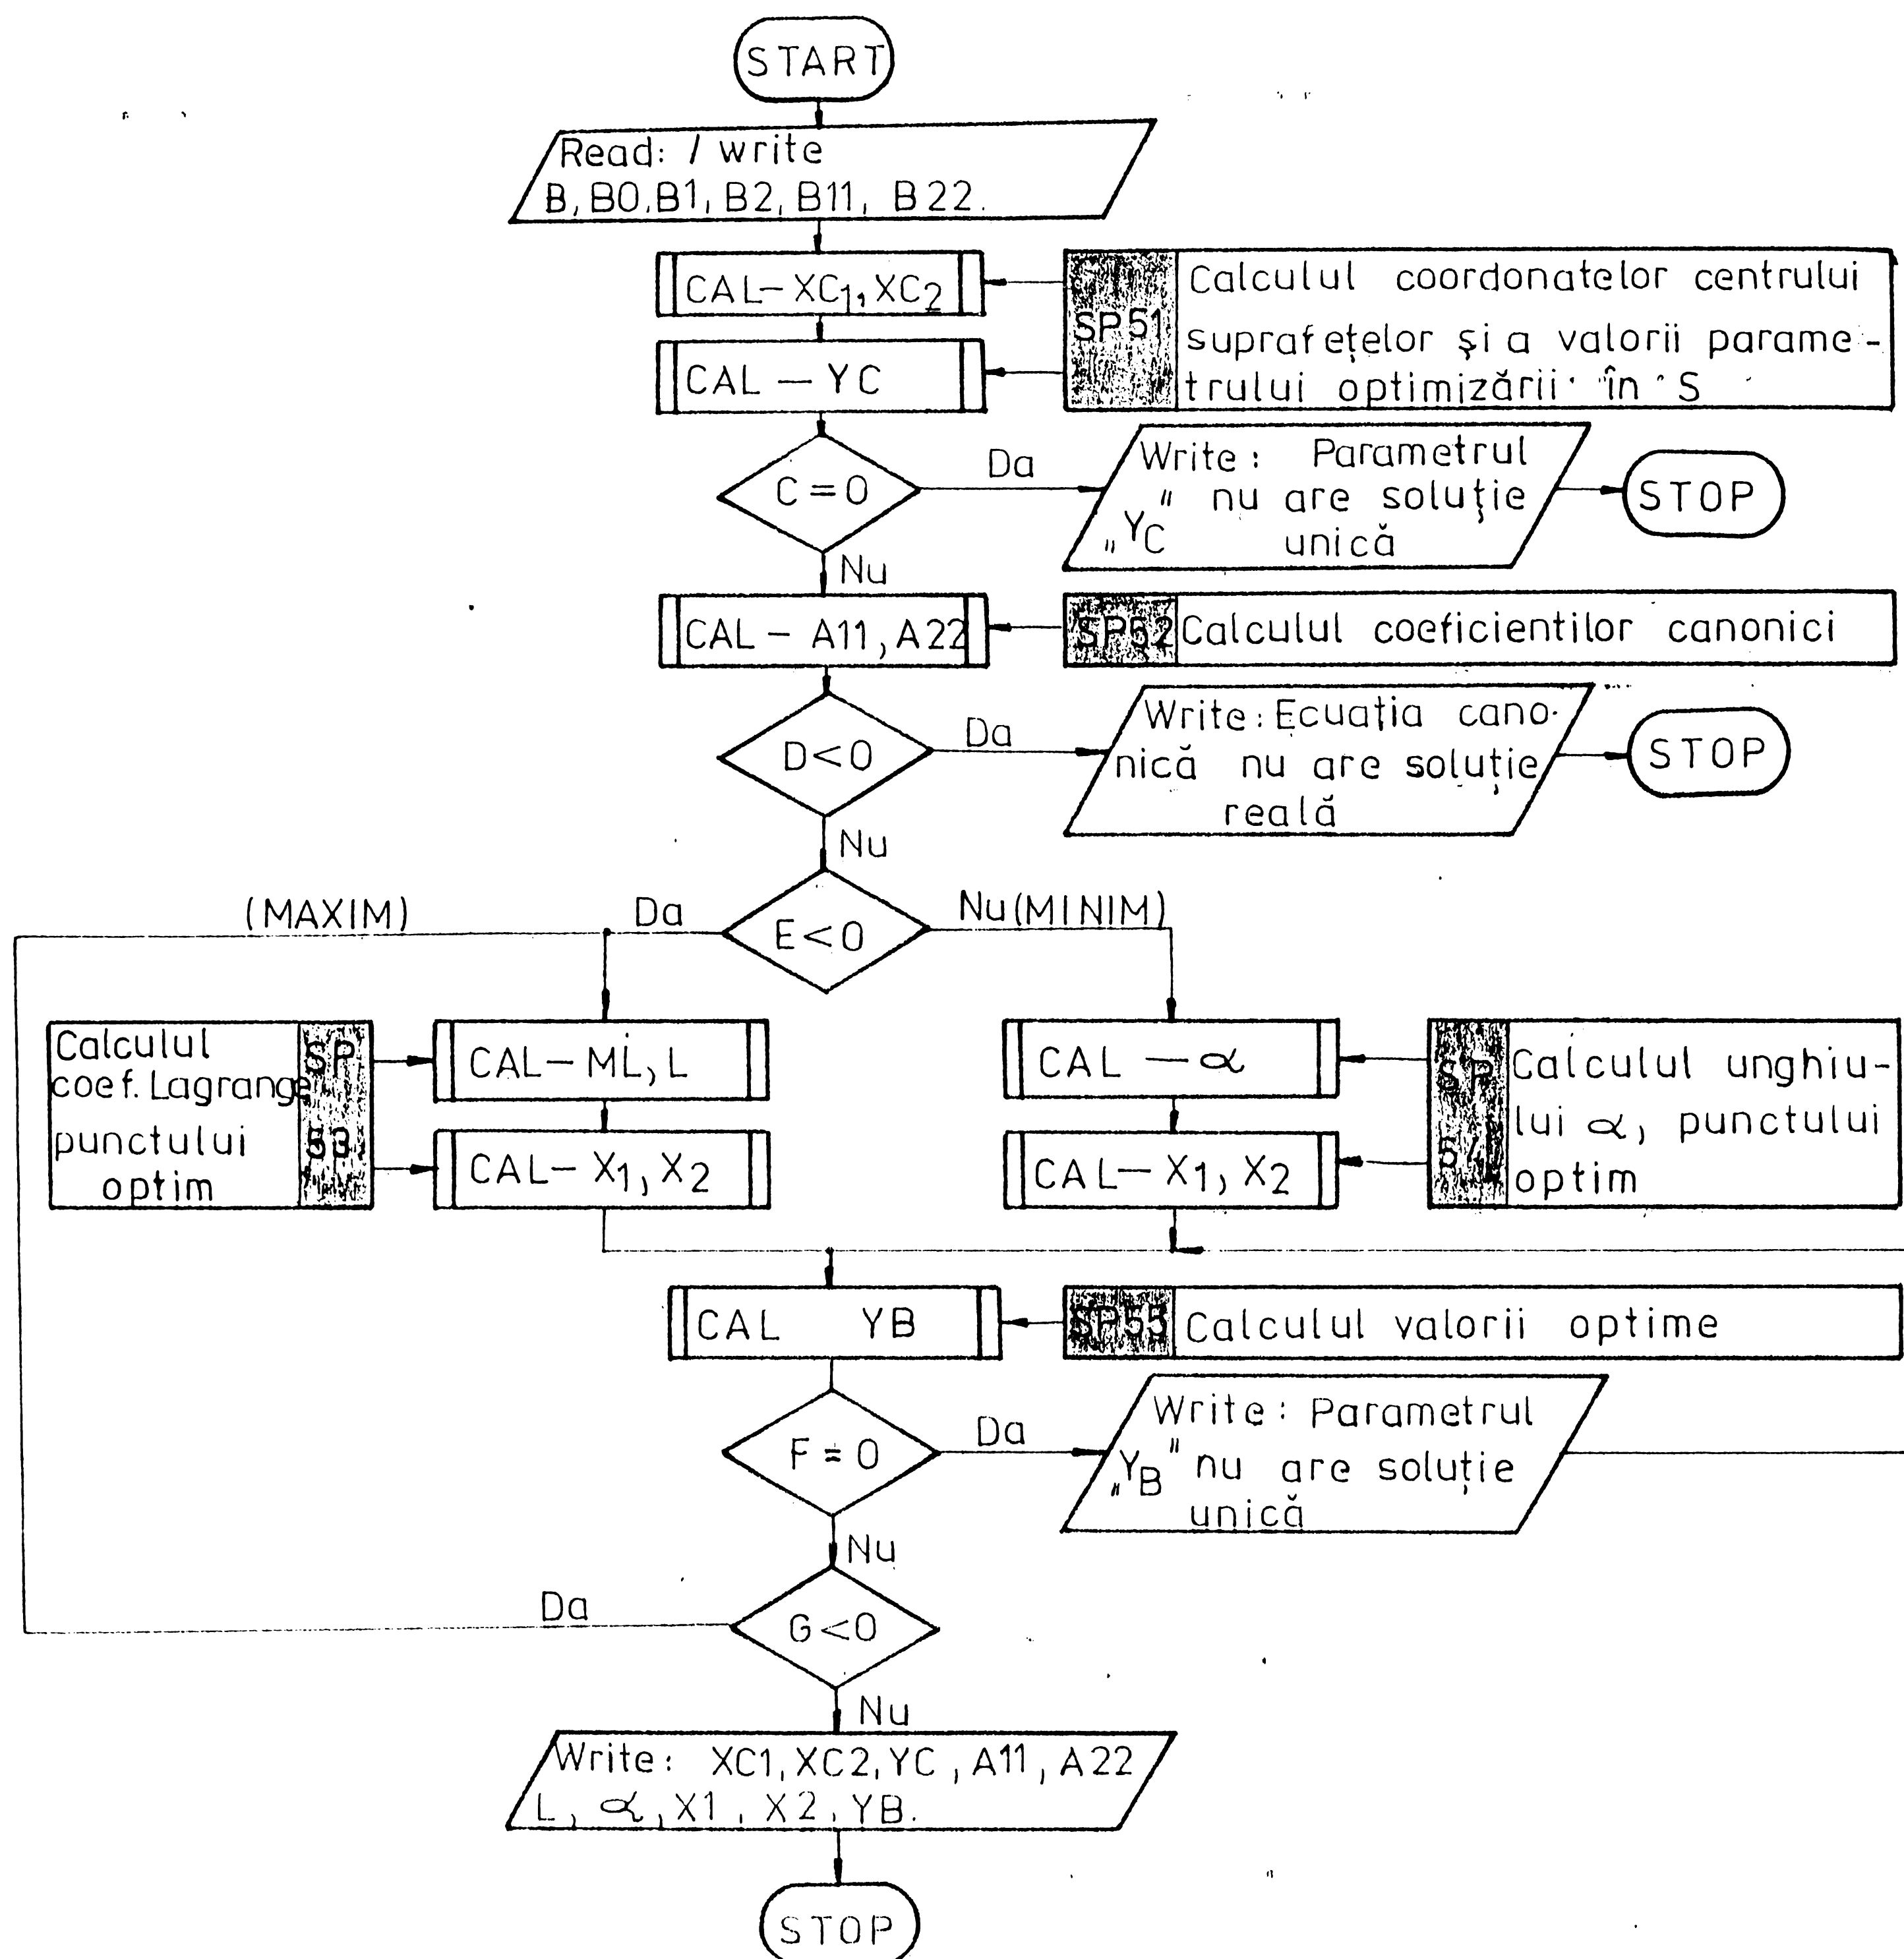 START
Read: / write
B, B0, B1, B2, B11, B22.
CAL-XC1, XC2
SP51
Calculul coordonatelor centrului
suprafețelor și a valorii parame-
trului optimizării în S
CAL - YC
C = 0
Da
Write: Parametrul
„YC" nu are soluție
unică
STOP
Nu
CAL - A11, A22
SP52
Calculul coeficientilor canonici
D<0
Da
Write: Ecuația cano-
nică nu are soluție
reală
STOP
Nu
(MAXIM)
Da
E<0
Nu (MINIM)
Calculul
coef. Lagrange
punctului
optim
SP
53
CAL-ML, L
CAL-X1, X2
CAL - α
CAL-X1, X2
SP
54
Calculul unghiu-
lui α, punctului
optim
CAL YB
SP55
Calculul valorii optime
F = 0
Da
Write: Parametrul
„YB" nu are soluție
unică
Nu
Da
G<0
Nu
Write: XC1, XC2, YC, A11, A22
L, α, X1, X2, YB.
STOP